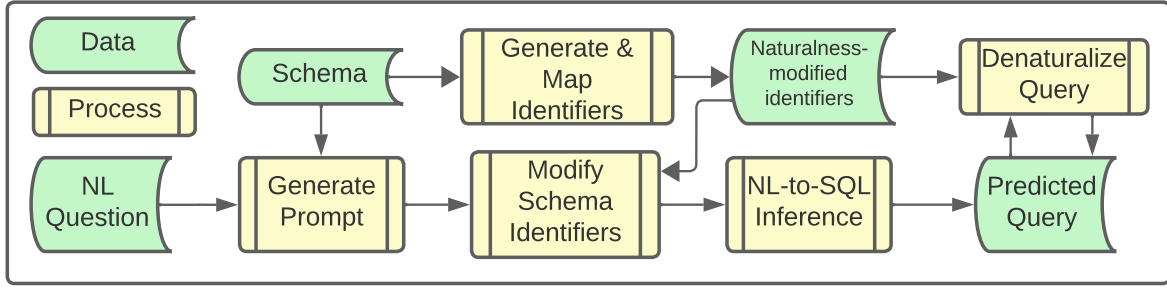 Data
Process
Schema
Generate &
Map
Identifiers
Naturalness-
modified
identifiers
Denaturalize
Query
NL
Question
Generate
Prompt
Modify
Schema
Identifiers
NL-to-SQL
Inference
Predicted
Query